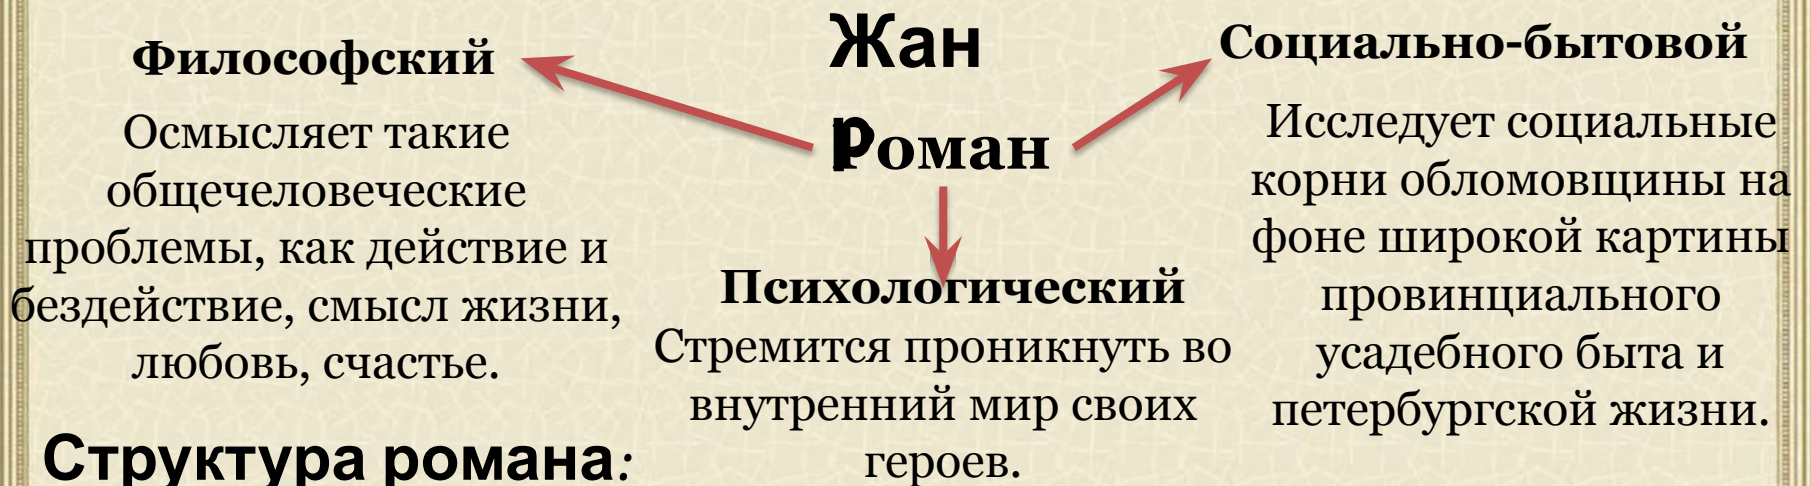 Жан
р
Роман
Философский
Осмысляет такие
общечеловеческие
проблемы, как действие и
бездействие, смысл жизни,
любовь, счастье.
Психологический
Стремится проникнуть во
внутренний мир своих
героев.
Социально-бытовой
Исследует социальные
корни обломовщины на
фоне широкой картины
провинциального
усадебного быта и
петербургской жизни.
Структура романа: